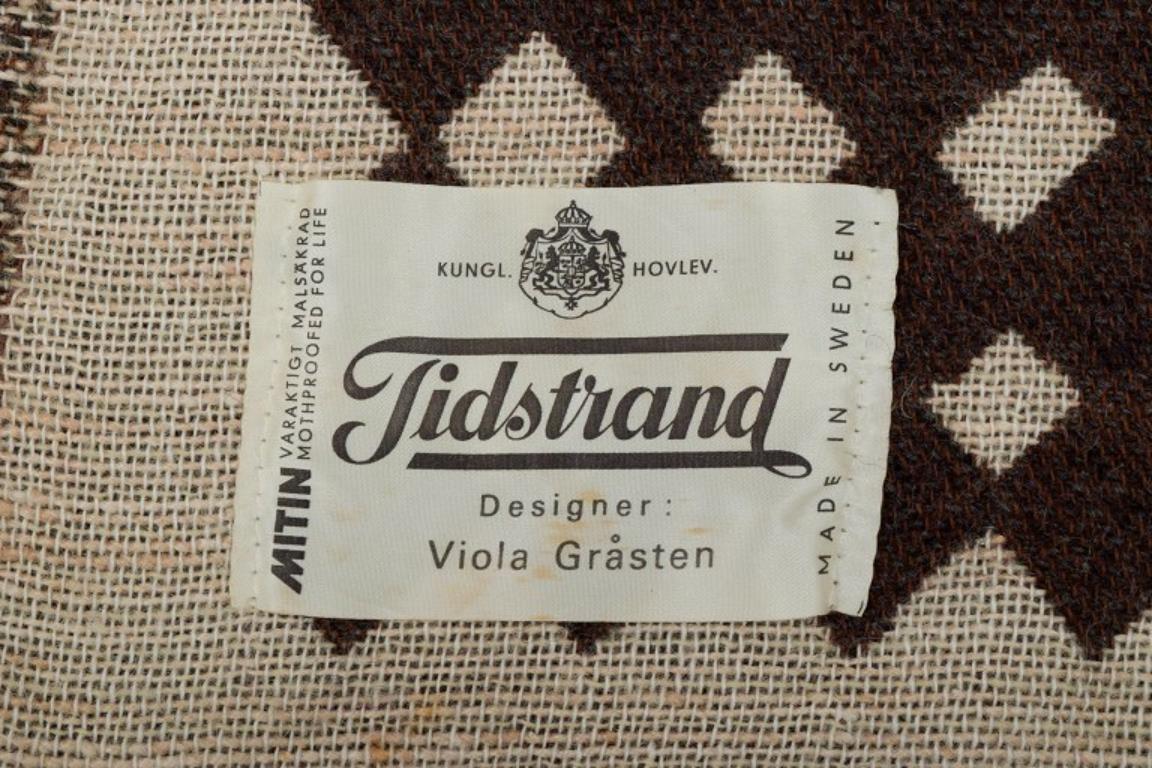 KUNGL. HOVLEV.
Tidstrand
Designer:
Viola Gråsten
MITIN VARAKTIGT MALSÄKRAD
MOTHPROOFED FOR LIFE
MADE IN SWEDEN